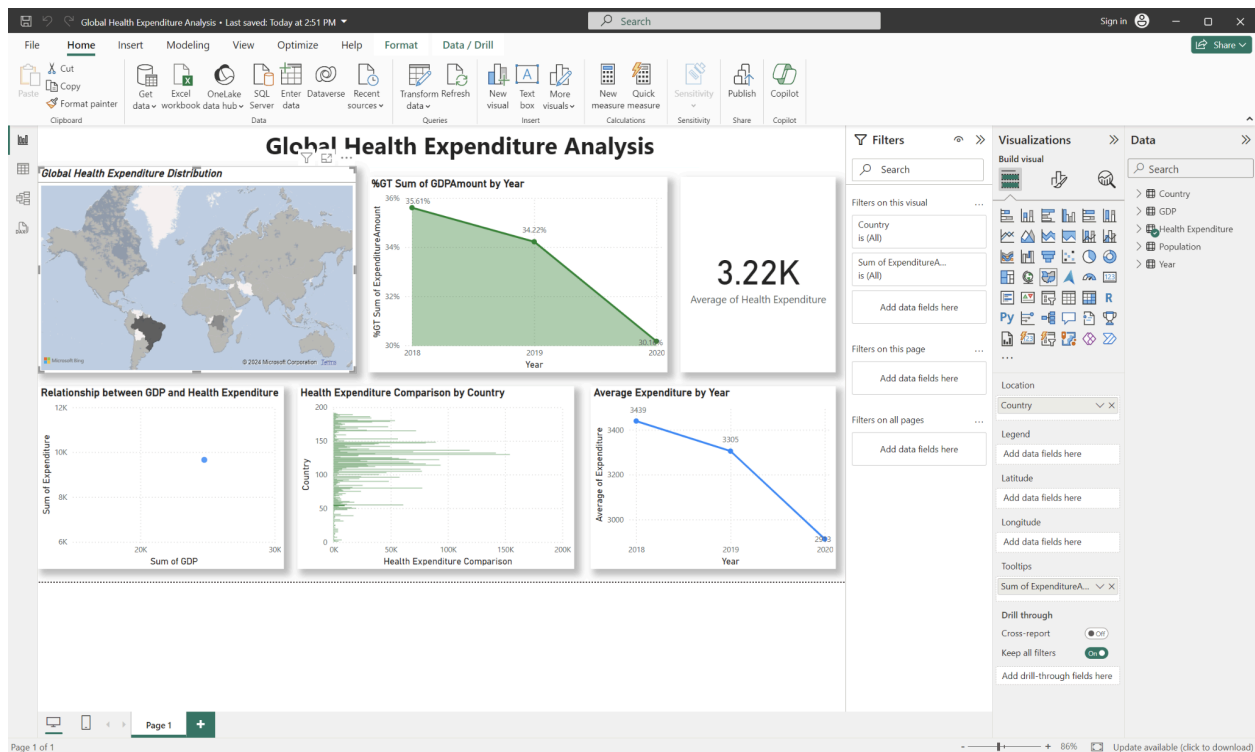 Global Health Expenditure Analysis • Last saved: Today at 2:51 PM
Search
Sign in
File Home Insert Modeling View Optimize Help Format Data / Drill
Share
Paste
Cut
Copy
Format painter
Get data
Excel workbook
OneLake data hub
SQL Server
Enter data
Dataverse
Recent sources
Transform data
Refresh
New visual
Text box
More visuals
New measure
Quick measure
Sensitivity
Publish
Copilot
Clipboard Data Queries Insert Calculations Sensitivity Share Copilot
Global Health Expenditure Analysis
Global Health Expenditure Distribution
Microsoft Bing
© 2024 Microsoft Corporation Terms
%GT Sum of GDPAmount by Year
%GT Sum of ExpenditureAmount
36%
34%
32%
30%
35.61%
34.22%
2018 2019 2020
Year
3.22K
Average of Health Expenditure
Relationship between GDP and Health Expenditure
Sum of Expenditure
12K
10K
8K
6K
20K 30K
Sum of GDP
Health Expenditure Comparison by Country
Country
200
150
100
50
0
0K 50K 100K 150K 200K
Health Expenditure Comparison
Average Expenditure by Year
Average of Expenditure
3400
3200
3000
3439
3305
2018 2019 2020
Year
Filters
Search
Filters on this visual ...
Country
is (All)
Sum of ExpenditureA...
is (All)
Add data fields here
Filters on this page ...
Add data fields here
Filters on all pages ...
Add data fields here
Visualizations
Build visual
123
R
Py
...
Location
Country
Legend
Add data fields here
Latitude
Add data fields here
Longitude
Add data fields here
Tooltips
Sum of ExpenditureA...
Drill through
Cross-report Off
Keep all filters On
Add drill-through fields here
Data
Search
Country
GDP
Health Expenditure
Population
Year
Page 1
Page 1 of 1
- + 86%
Update available (click to download)